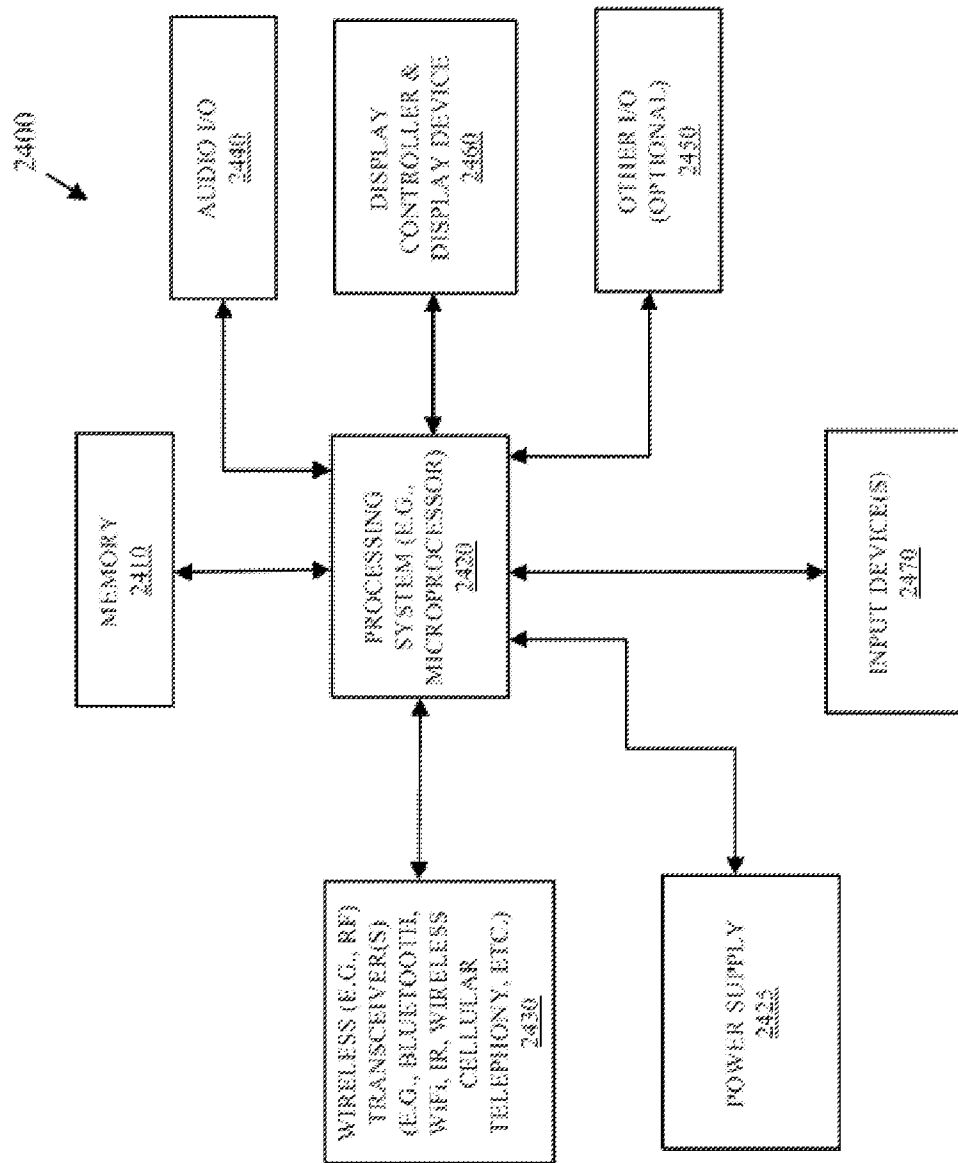 2400
MEMORY
2410
AUDIO I/O
2440
WIRELESS (E.G., RF)
TRANSCEIVER(S)
(E.G., BLUETOOTH,
WiFi, IR, WIRELESS
CELLULAR
TELEPHONY, ETC.)
2430
PROCESSING
SYSTEM (E.G.,
MICROPROCESSOR)
2420
DISPLAY
CONTROLLER &
DISPLAY DEVICE
2460
OTHER I/O
(OPTIONAL)
2450
POWER SUPPLY
2425
INPUT DEVICE(S)
2470